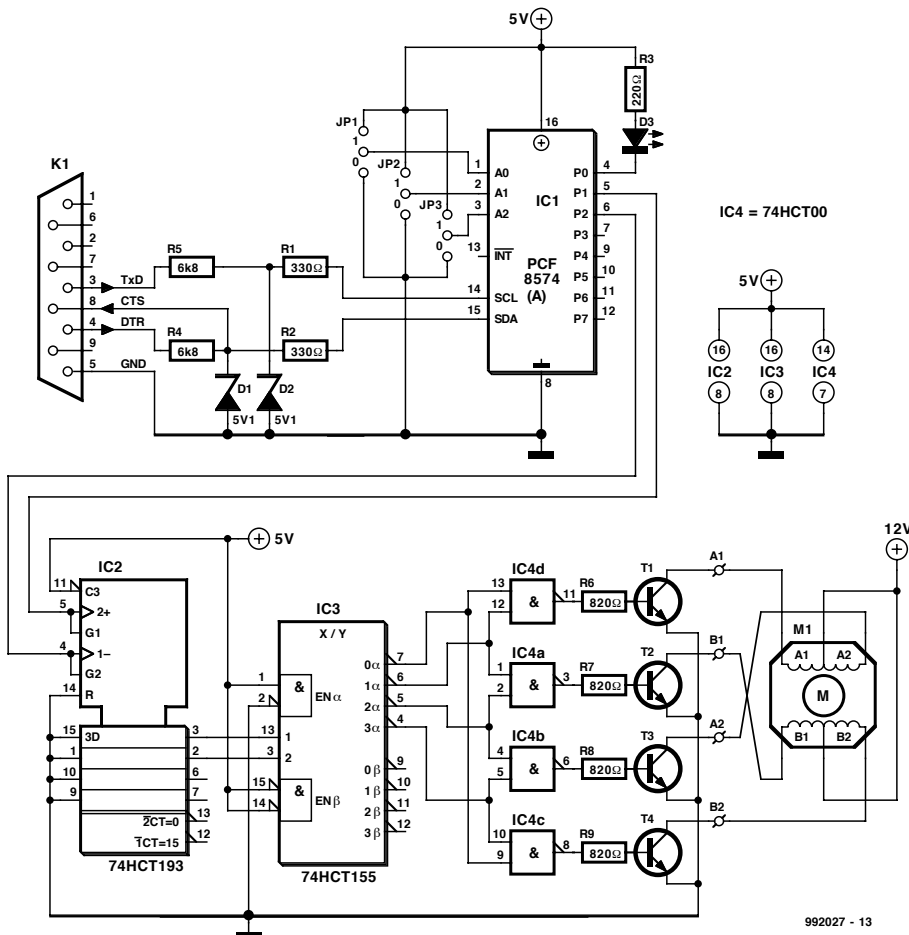 5V
R3
220Ω
D3
JP1
1
0
JP2
1
0
JP3
1
0
16
K1
1
6
2
7
3
8
4
9
5
TxD
CTS
DTR
GND
R5
6k8
R4
6k8
R1
330Ω
R2
330Ω
D1
5V1
D2
5V1
1 A0
2 A1
3 A2
13 INT
14 SCL
15 SDA
IC1
PCF
8574
(A)
P0 4
P1 5
P2 6
P3 7
P4 9
P5 10
P6 11
P7 12
8
IC4 = 74HCT00
5V
16 16 14
IC2 IC3 IC4
8 8 7
5V
12V
IC2
11 C3
5 2+
G1
4 1–
G2
14 R
15 3D 3
1 2
10 6
9 7
2CT=0 13
1CT=15 12
74HCT193
IC3
X / Y
1 & ENα
2
13 1
3 2
15 & ENβ
14
0α 7
1α 6
2α 5
3α 4
0β 9
1β 10
2β 11
3β 12
74HCT155
IC4d
13
12
&
11
R6
820Ω
T1
A1
IC4a
1
2
&
3
R7
820Ω
T2
B1
IC4b
4
5
&
6
R8
820Ω
T3
A2
IC4c
10
9
&
8
R9
820Ω
T4
B2
M1
A1 A2
M
B1 B2
992027 - 13